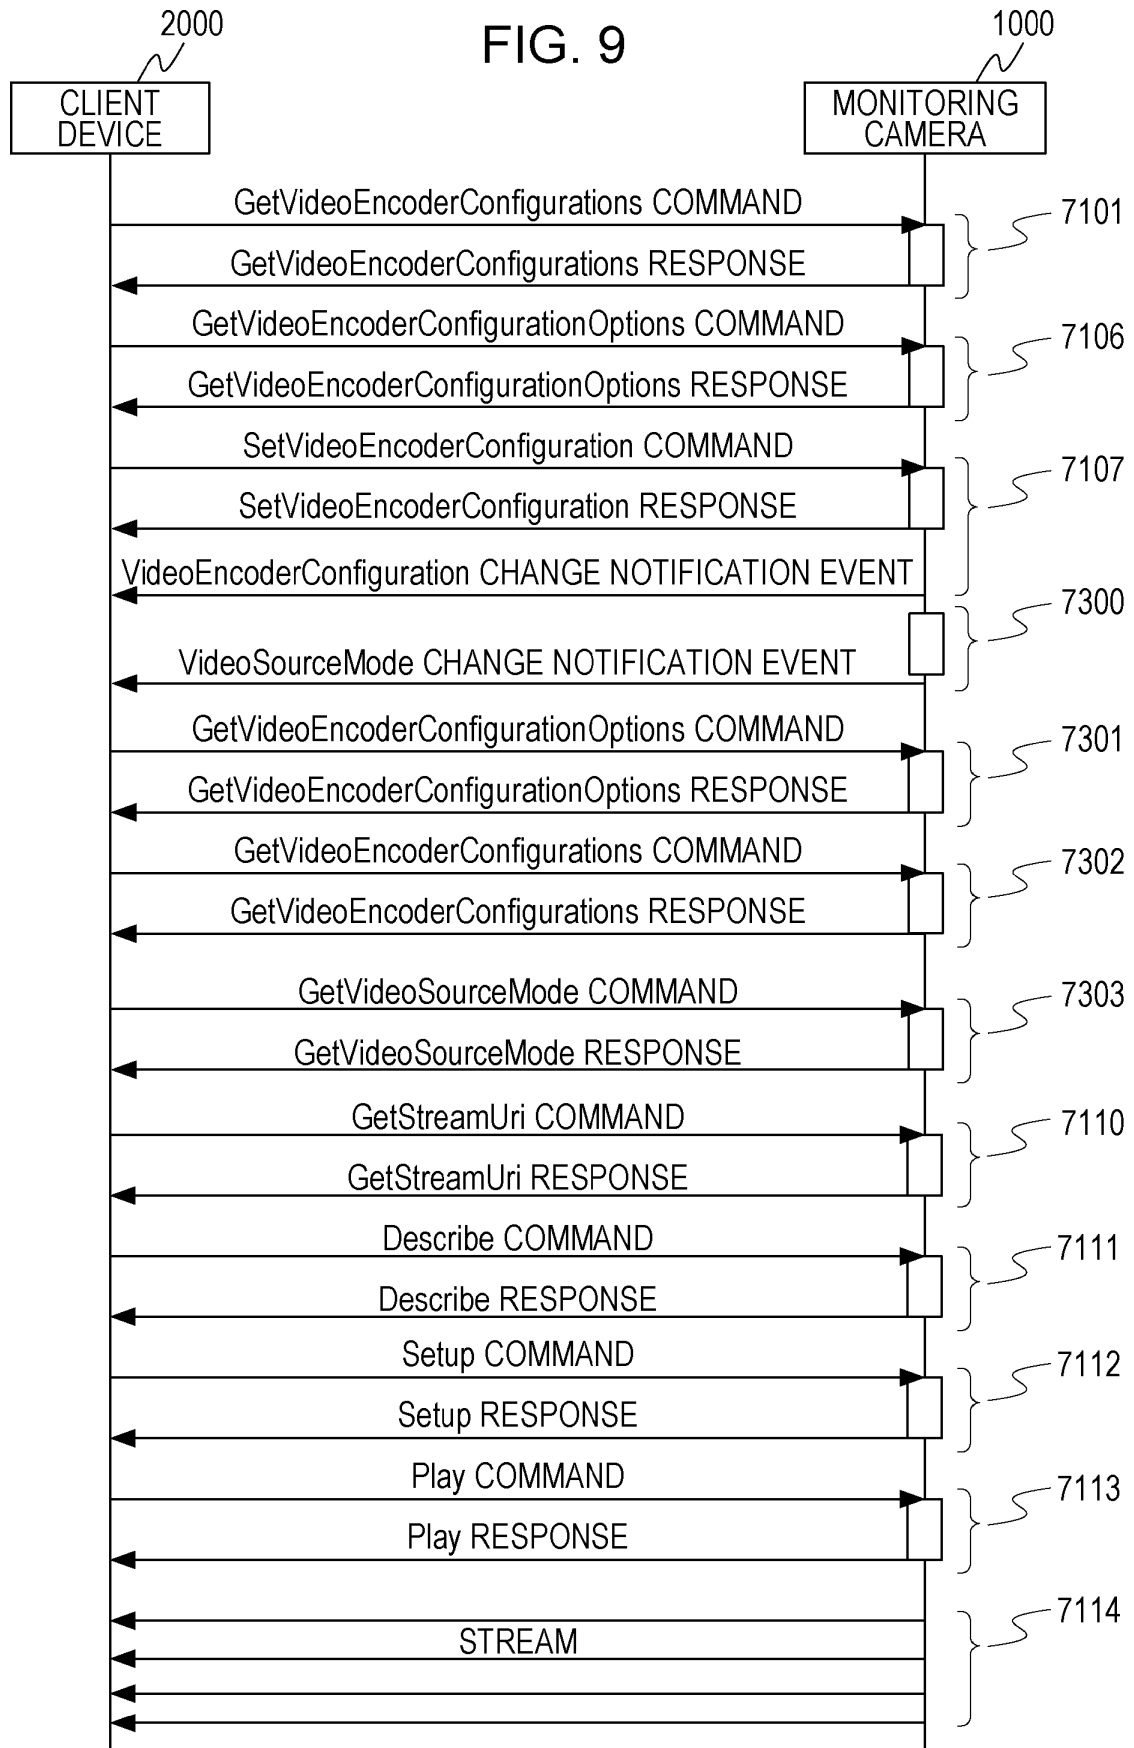 2000
FIG. 9
1000
CLIENT
DEVICE
MONITORING
CAMERA
GetVideoEncoderConfigurations COMMAND
7101
GetVideoEncoderConfigurations RESPONSE
GetVideoEncoderConfigurationOptions COMMAND
7106
GetVideoEncoderConfigurationOptions RESPONSE
SetVideoEncoderConfiguration COMMAND
7107
SetVideoEncoderConfiguration RESPONSE
VideoEncoderConfiguration CHANGE NOTIFICATION EVENT
7300
VideoSourceMode CHANGE NOTIFICATION EVENT
GetVideoEncoderConfigurationOptions COMMAND
7301
GetVideoEncoderConfigurationOptions RESPONSE
GetVideoEncoderConfigurations COMMAND
7302
GetVideoEncoderConfigurations RESPONSE
GetVideoSourceMode COMMAND
7303
GetVideoSourceMode RESPONSE
GetStreamUri COMMAND
7110
GetStreamUri RESPONSE
Describe COMMAND
7111
Describe RESPONSE
Setup COMMAND
7112
Setup RESPONSE
Play COMMAND
7113
Play RESPONSE
7114
STREAM